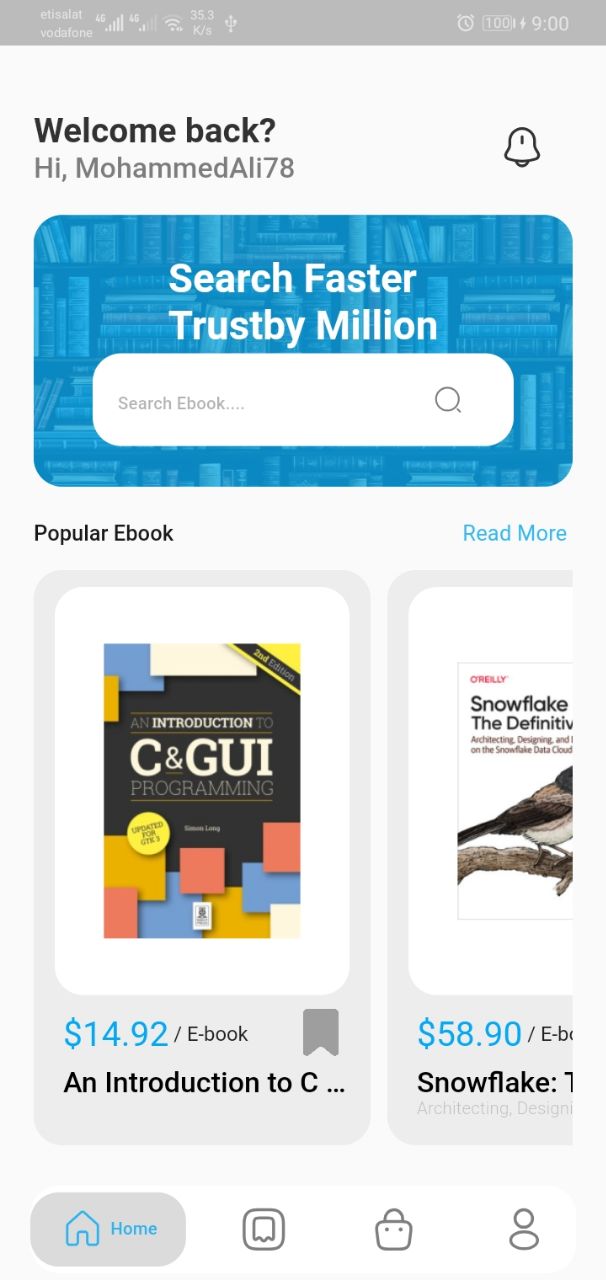 etisalat
vodafone
4G
4G
35.3
K/s
100
9:00
Welcome back?
Hi, MohammedAli78
Search Faster
Trustby Million
Search Ebook....
Popular Ebook
Read More
2nd Edition
AN INTRODUCTION TO
C & GUI
PROGRAMMING
Simon Long
UPDATED
FOR
GTK 3
O'REILLY
Snowflake
The Definitiv
Architecting, Designing, and
on the Snowflake Data Cloud
$14.92 / E-book
An Introduction to C ...
$58.90 / E-bo
Snowflake: T
Architecting, Designi
Home